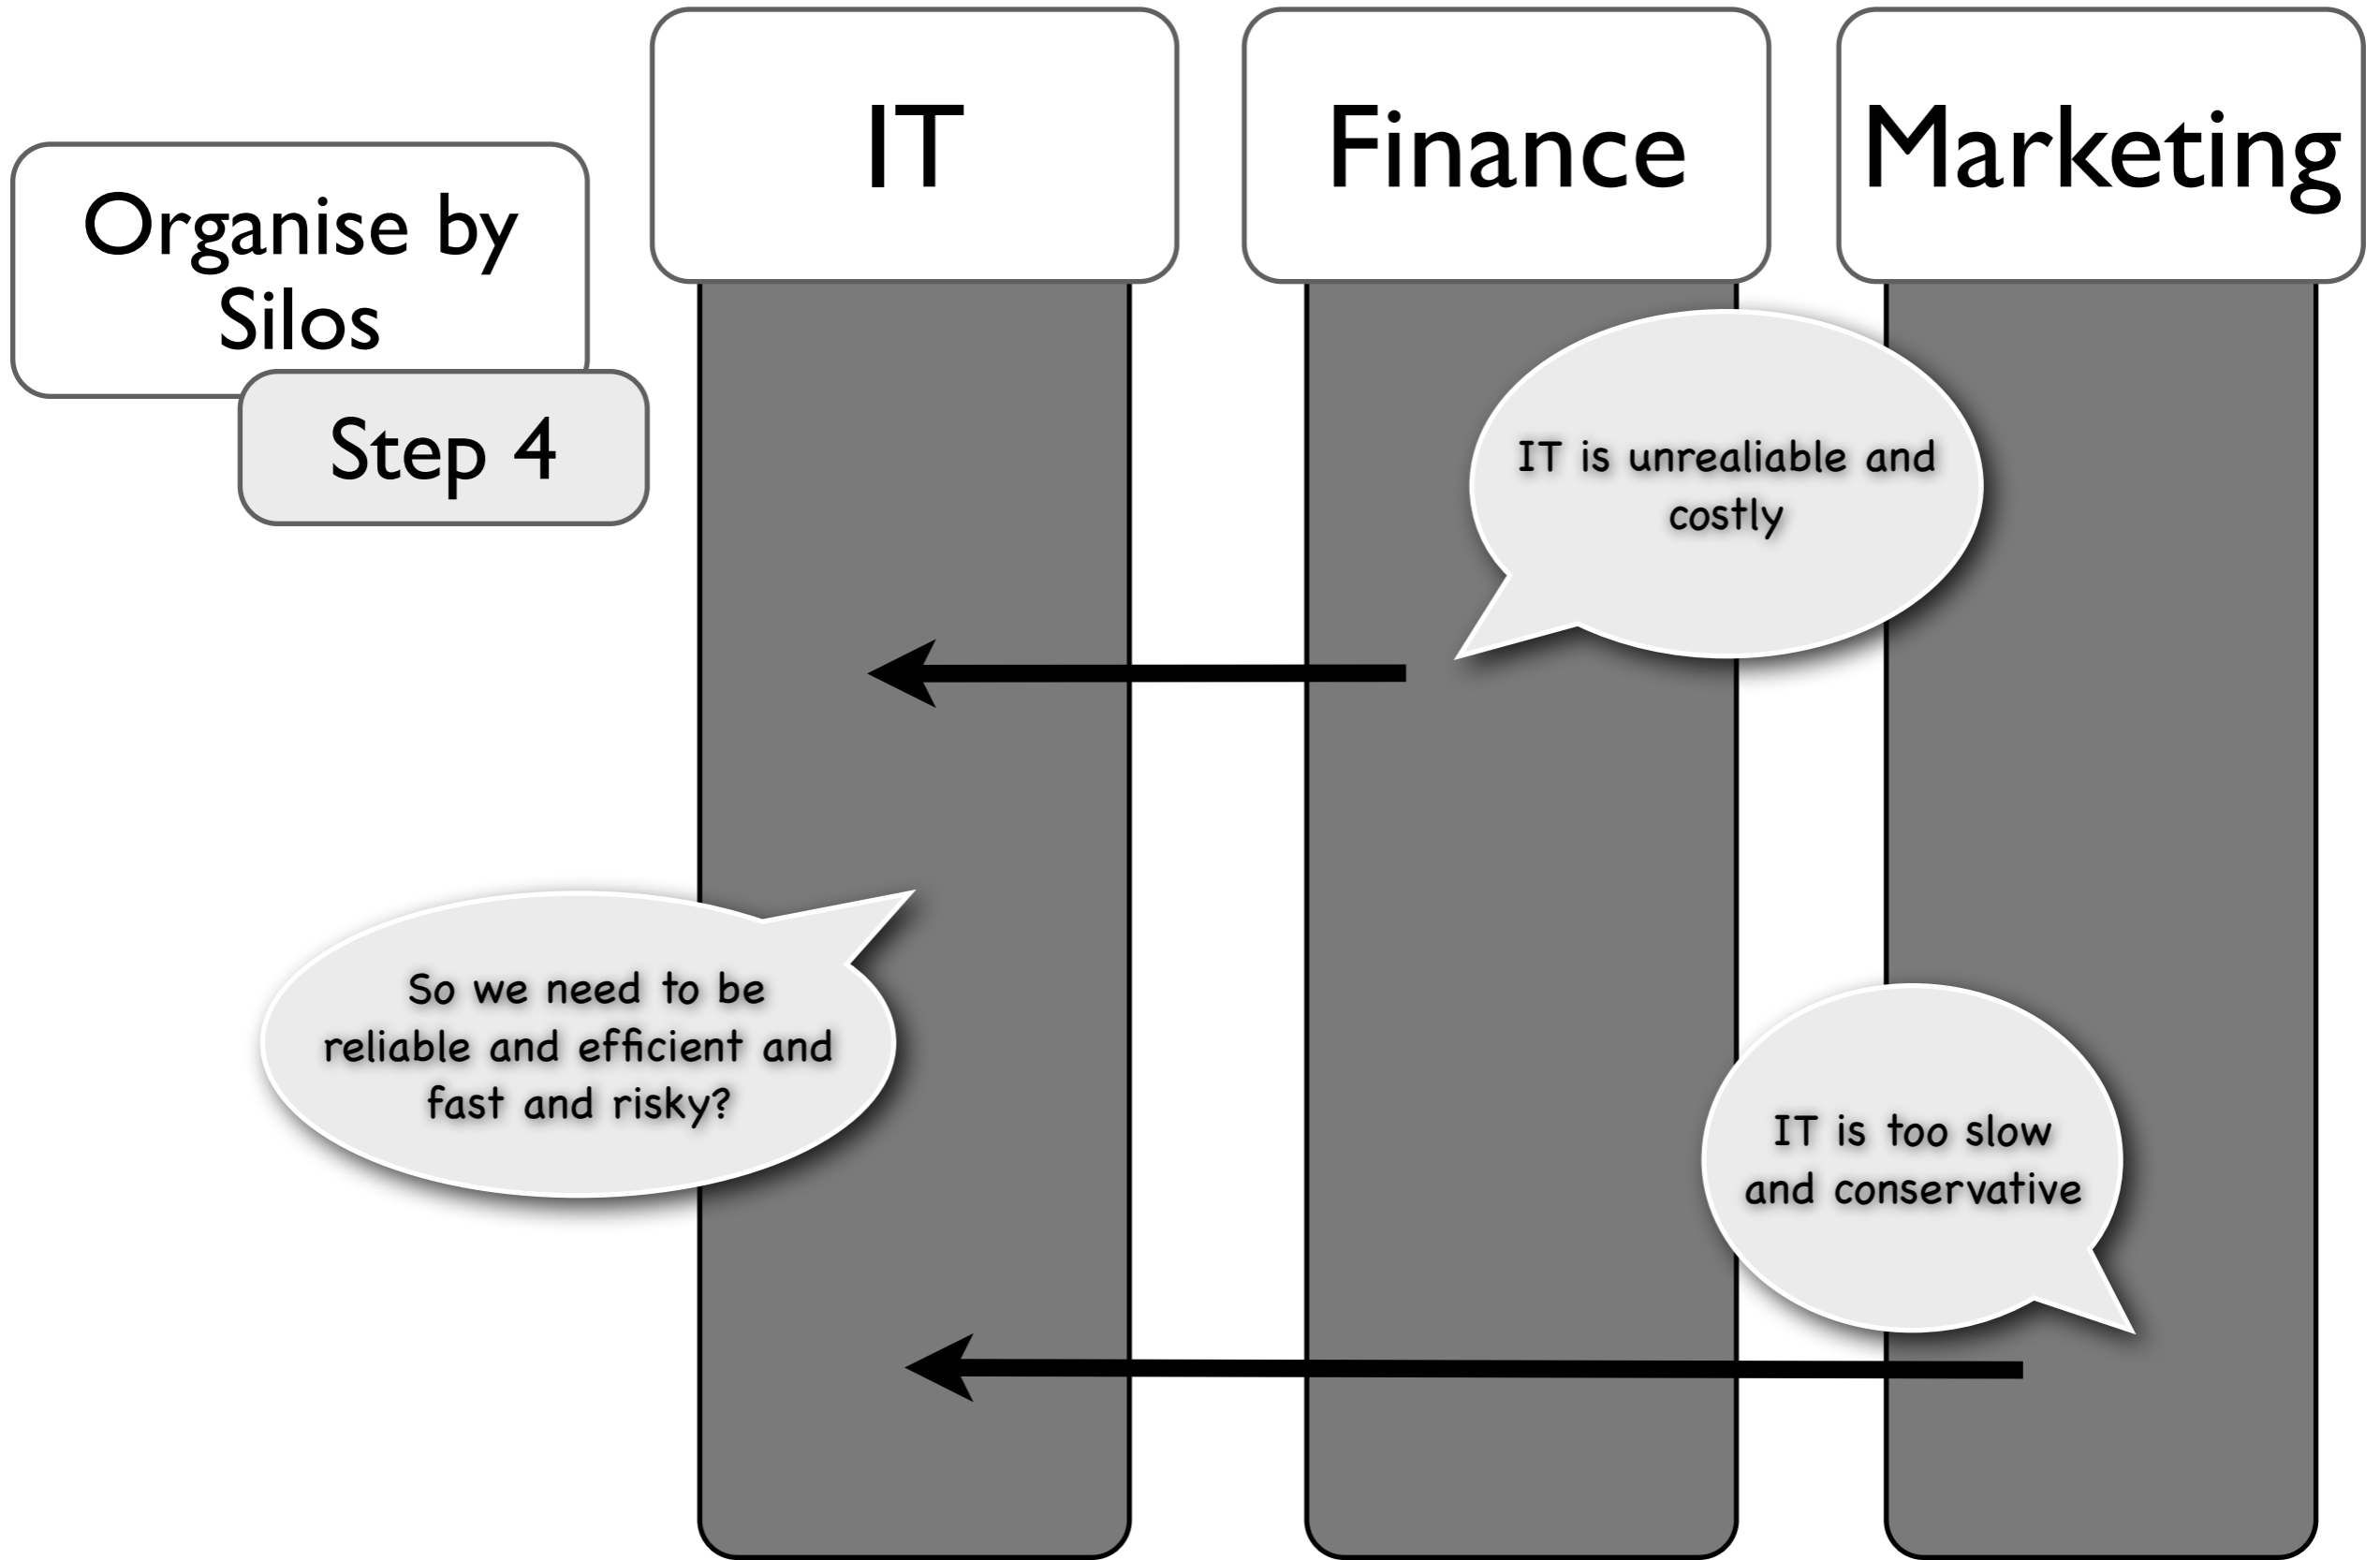 IT
Finance
Marketing
Organise by
Silos
Step 4
IT is unrealiable and
costly
So we need to be
reliable and efficient and
fast and risky?
IT is too slow
and conservative